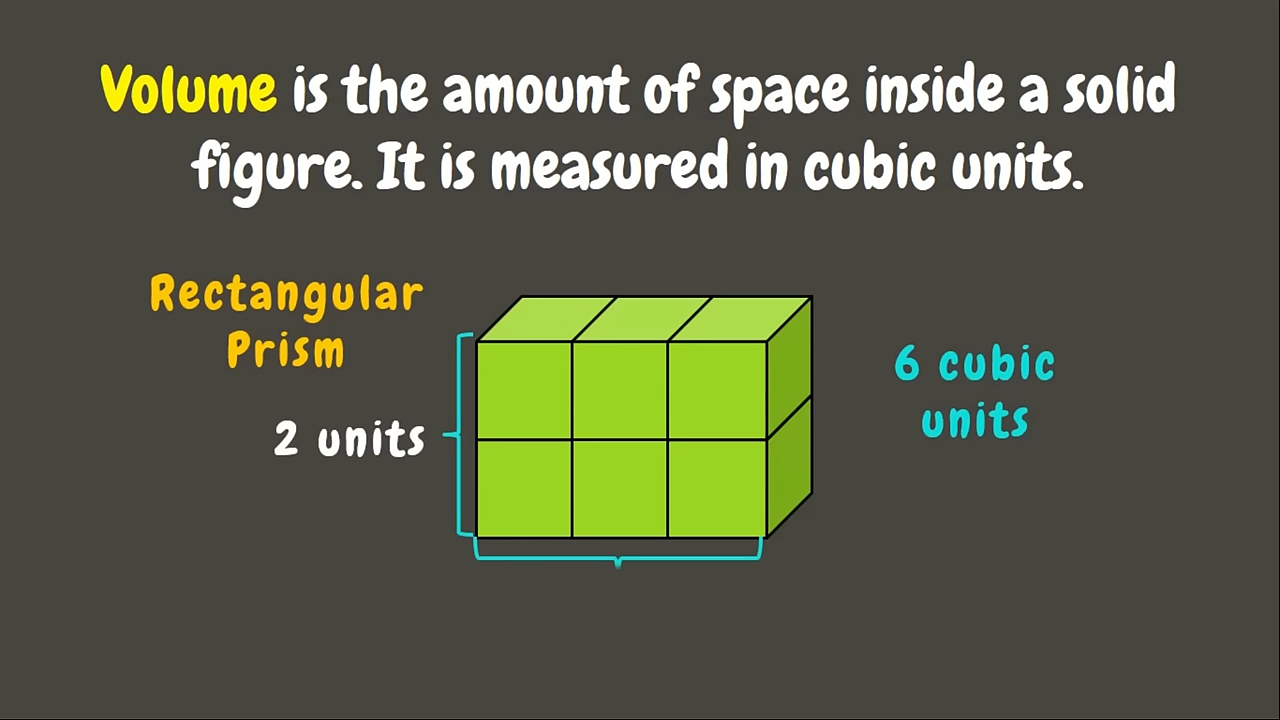 Volume is the amount of space inside a solid
figure. It is measured in cubic units.
Rectangular
Prism
2 units
6 cubic
units